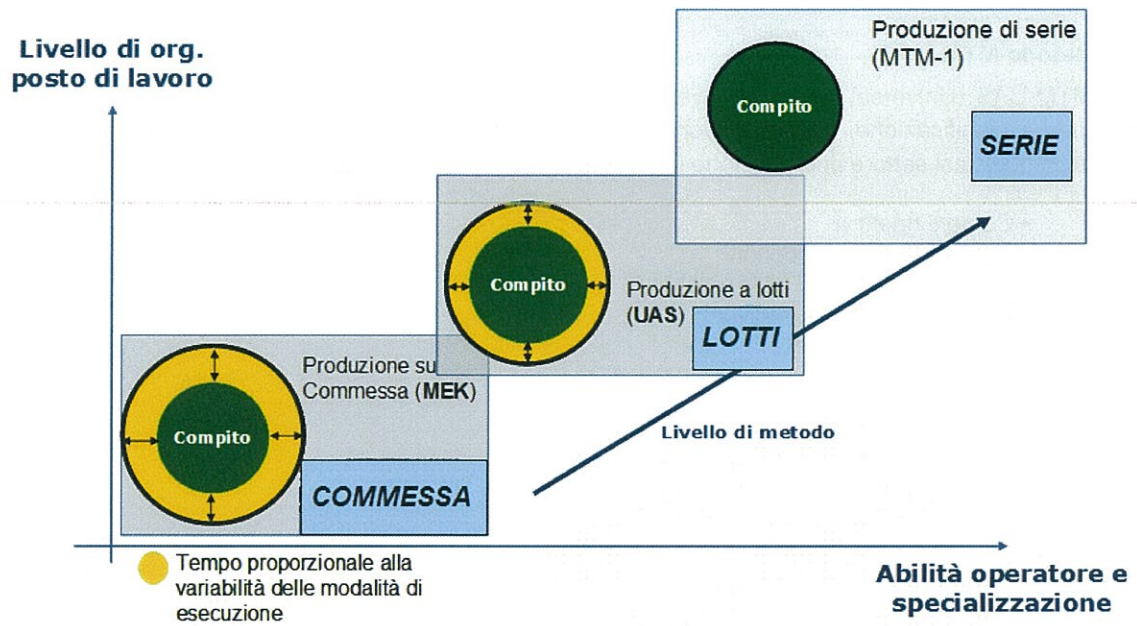 Livello di org.
posto di lavoro
Produzione di serie
(MTM-1)
Compito
SERIE
Compito
Produzione a lotti
(UAS)
LOTTI
Produzione su
Commessa (MEK)
Compito
COMMESSA
Livello di metodo
Tempo proporzionale alla
variabilità delle modalità di
esecuzione
Abilità operatore e
specializzazione